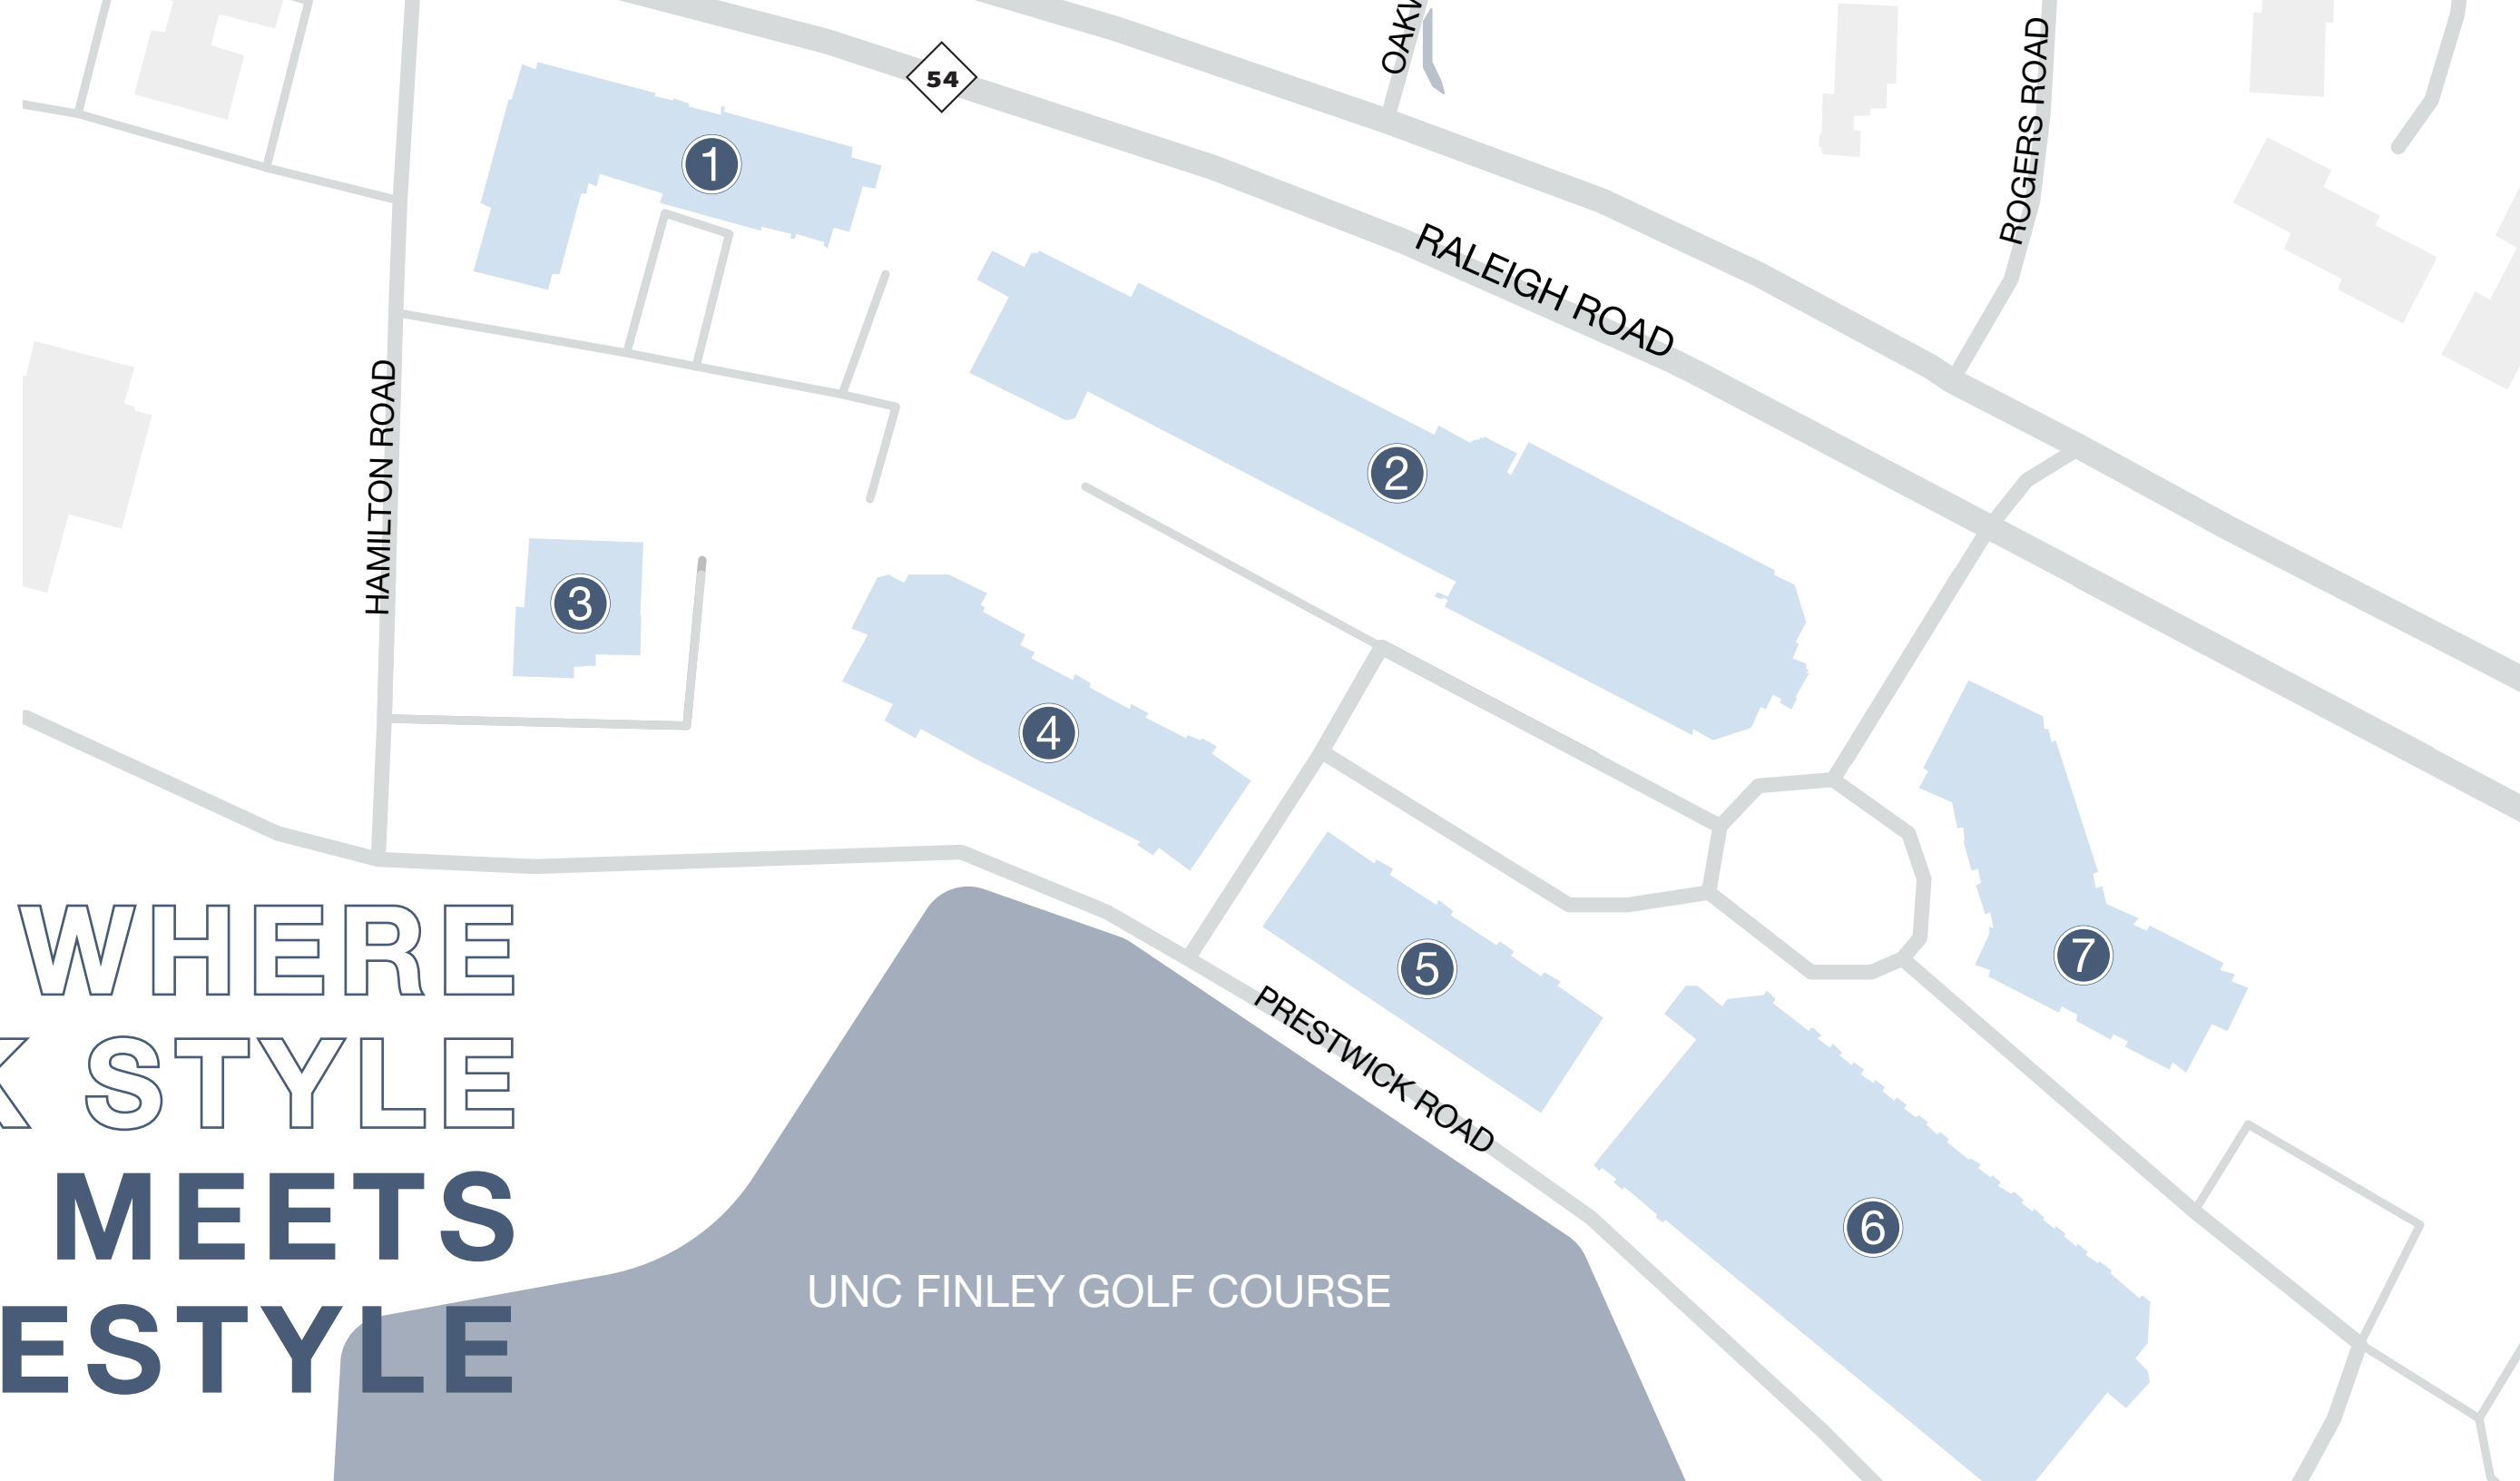 54
OAKW
ROGERS ROAD
1
RALEIGH ROAD
HAMILTON ROAD
2
3
4
5
7
PRESTWICK ROAD
6
WHERE
K STYLE
MEETS
ESTYLE
UNC FINLEY GOLF COURSE